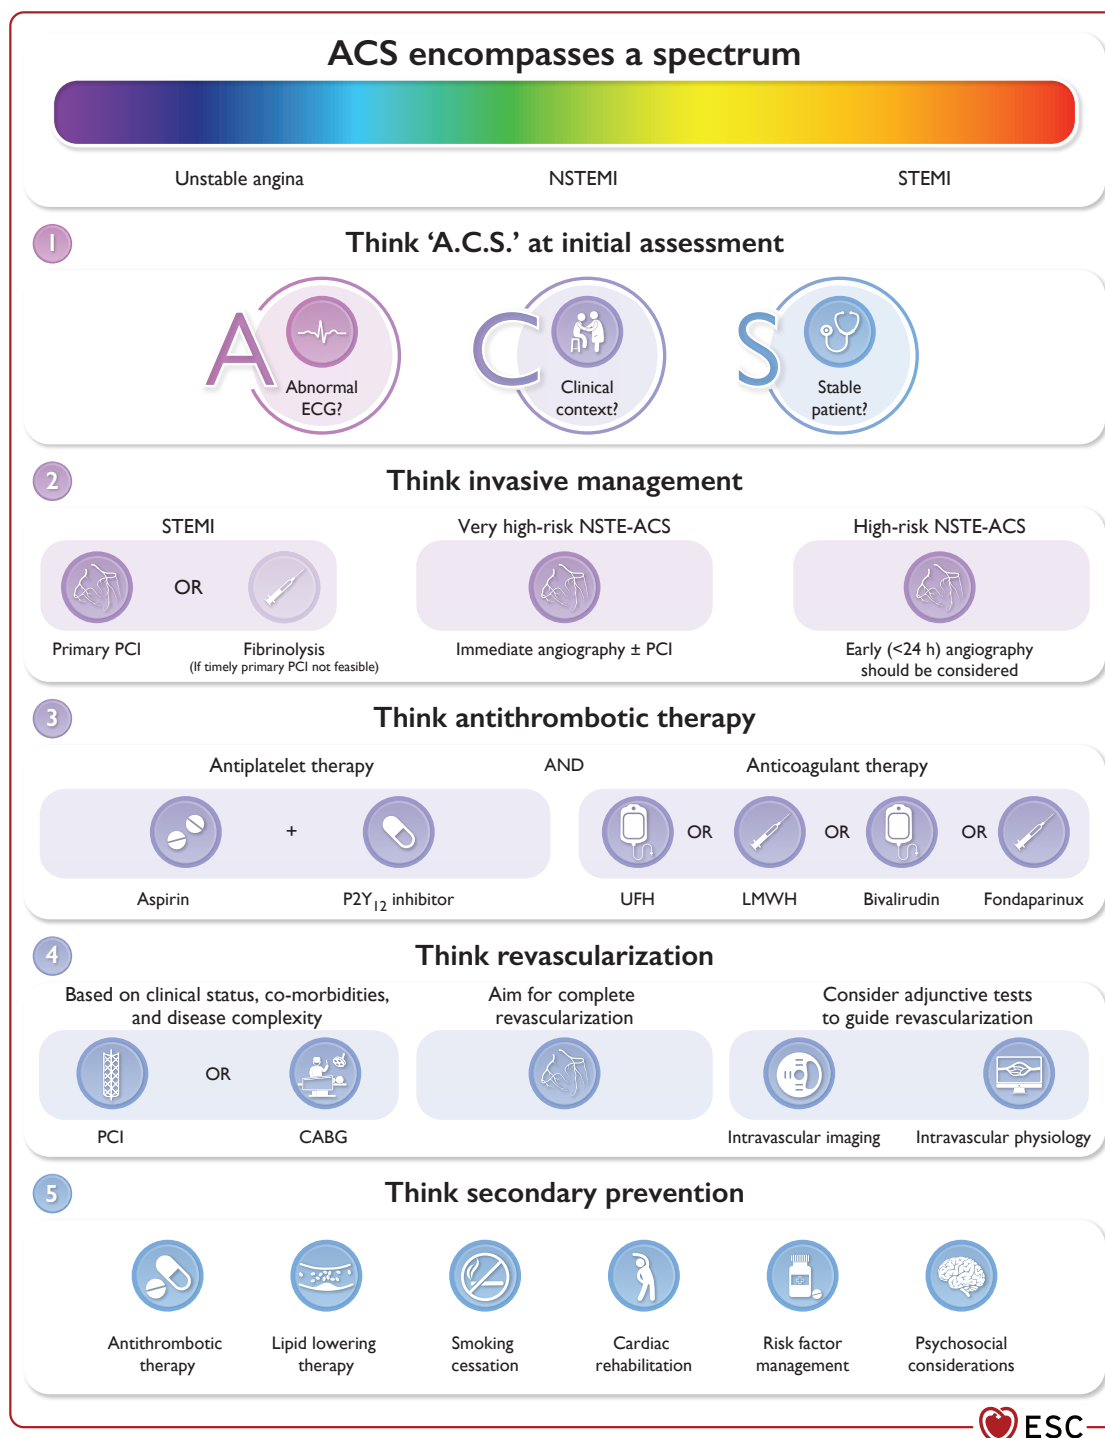 ACS encompasses a spectrum
Unstable angina NSTEMI STEMI
1 Think ‘A.C.S.’ at initial assessment
A C S
Abnormal Clinical Stable
ECG? context? patient?
2 Think invasive management
STEMI Very high-risk NSTE-ACS High-risk NSTE-ACS
OR
Primary PCI Fibrinolysis Immediate angiography ± PCI Early (<24 h) angiography
(If timely primary PCI not feasible) should be considered
3 Think antithrombotic therapy
Antiplatelet therapy AND Anticoagulant therapy
+ OR OR OR
Aspirin P2Y12 inhibitor UFH LMWH Bivalirudin Fondaparinux
4 Think revascularization
Based on clinical status, co-morbidities, Aim for complete Consider adjunctive tests
and disease complexity revascularization to guide revascularization
OR
PCI CABG Intravascular imaging Intravascular physiology
5 Think secondary prevention
Antithrombotic Lipid lowering Smoking Cardiac Risk factor Psychosocial
therapy therapy cessation rehabilitation management considerations
ESC